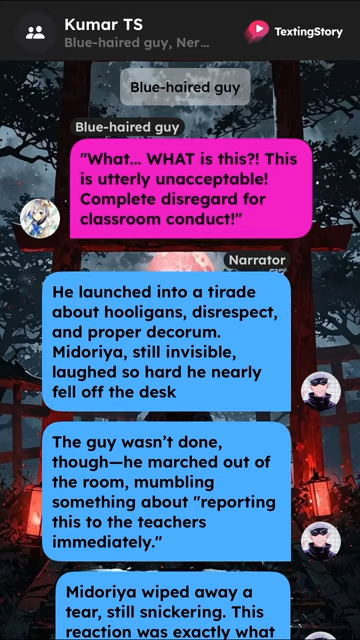 Kumar TS
Blue-haired guy, Ner...
TextingStory
Blue-haired guy
Blue-haired guy
"What... WHAT is this?! This
is utterly unacceptable!
Complete disregard for
classroom conduct!"
Narrator
He launched into a tirade
about hooligans, disrespect,
and proper decorum.
Midoriya, still invisible,
laughed so hard he nearly
fell off the desk
The guy wasn’t done,
though—he marched out of
the room, mumbling
something about "reporting
this to the teachers
immediately."
Midoriya wiped away a
tear, still snickering. This
reaction was exactly what